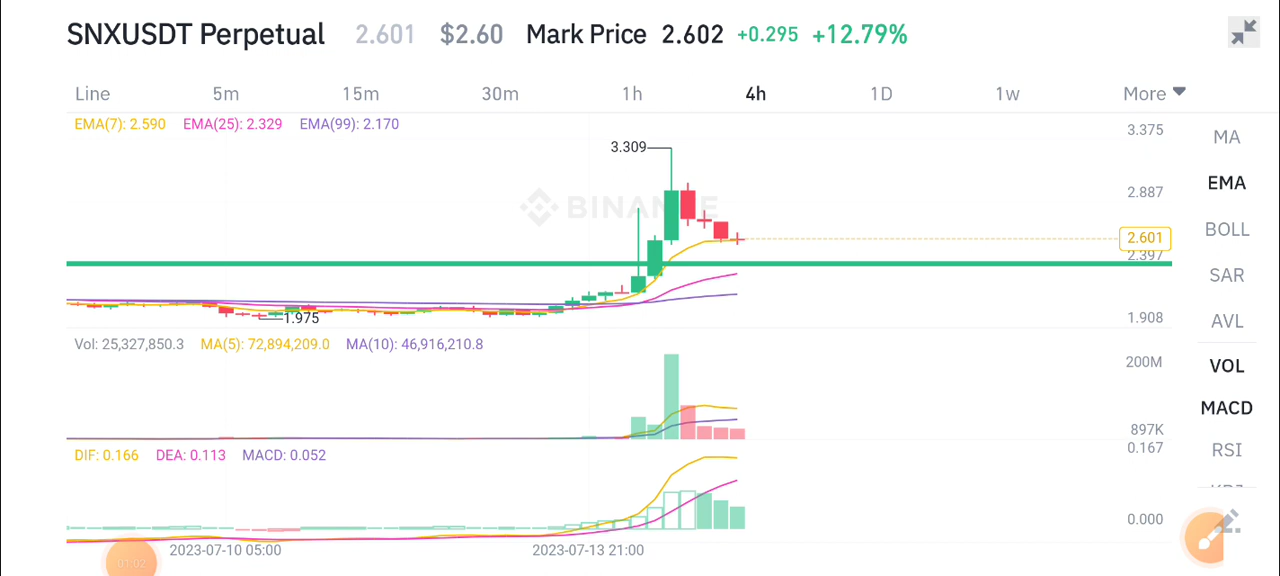 SNXUSDT Perpetual 2.601 $2.60 Mark Price 2.602 +0.295 +12.79%
Line 5m 15m 30m 1h 4h 1D 1w More
EMA(7): 2.590 EMA(25): 2.329 EMA(99): 2.170
3.375
MA
3.309
EMA
2.887
BINANCE
BOLL
2.601
2.397
SAR
1.975
1.908
AVL
Vol: 25,327,850.3 MA(5): 72,894,209.0 MA(10): 46,916,210.8
200M
VOL
MACD
897K
0.167
RSI
DIF: 0.166 DEA: 0.113 MACD: 0.052
0.000
2023-07-10 05:00 2023-07-13 21:00
01:02